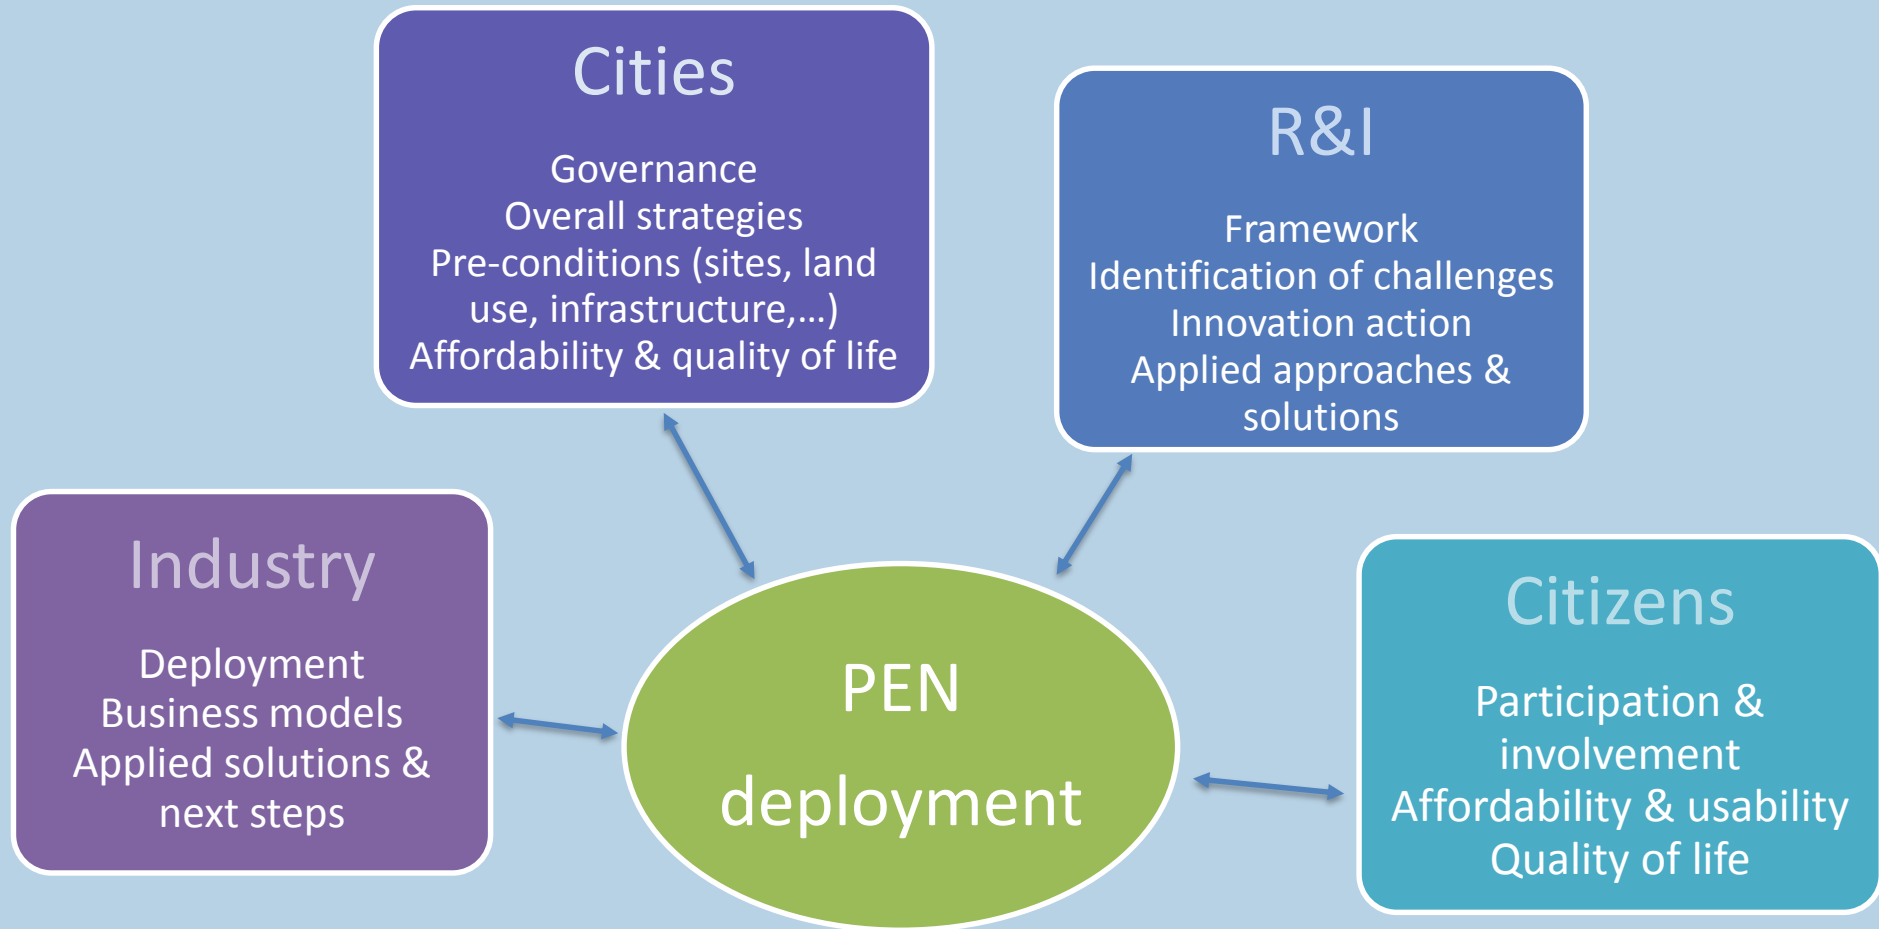 Cities
Governance
Overall strategies
Pre-conditions (sites, land
use, infrastructure,...)
Affordability & quality of life
R&I
Framework
Identification of challenges
Innovation action
Applied approaches &
solutions
Industry
Deployment
Business models
Applied solutions &
next steps
PEN
deployment
Citizens
Participation &
involvement
Affordability & usability
Quality of life